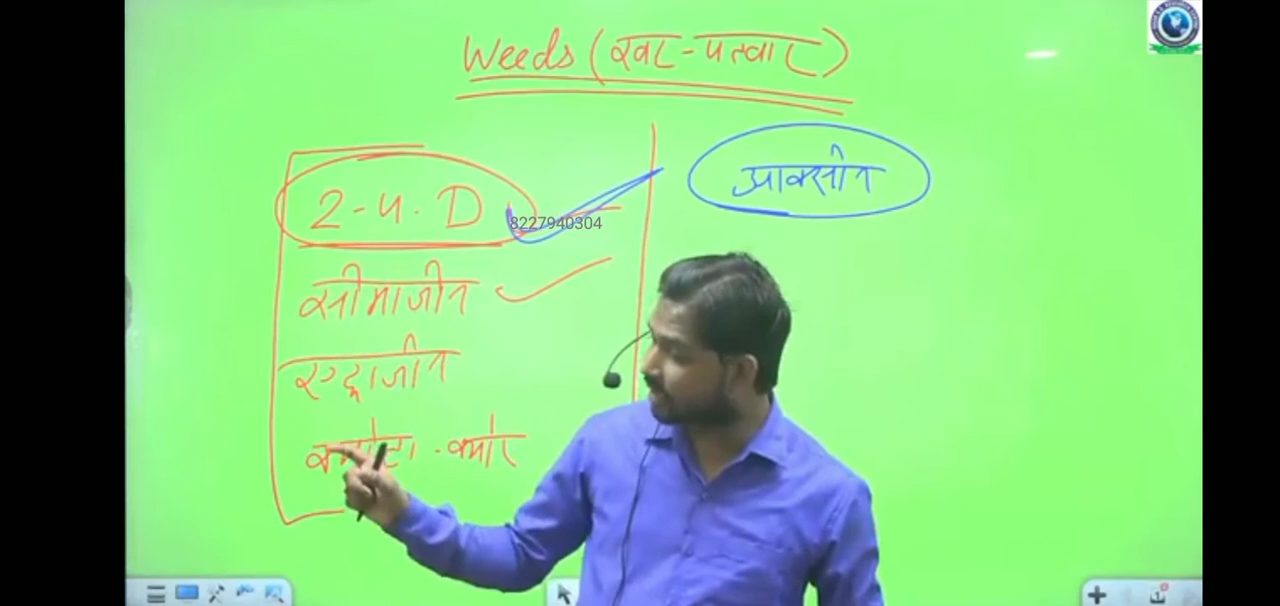 Weeds (खर-पतवार)
2-4. D
आक्सीन
8227940304
सीमाजीन
एट्राजीन
ब्यूटा-क्लोर